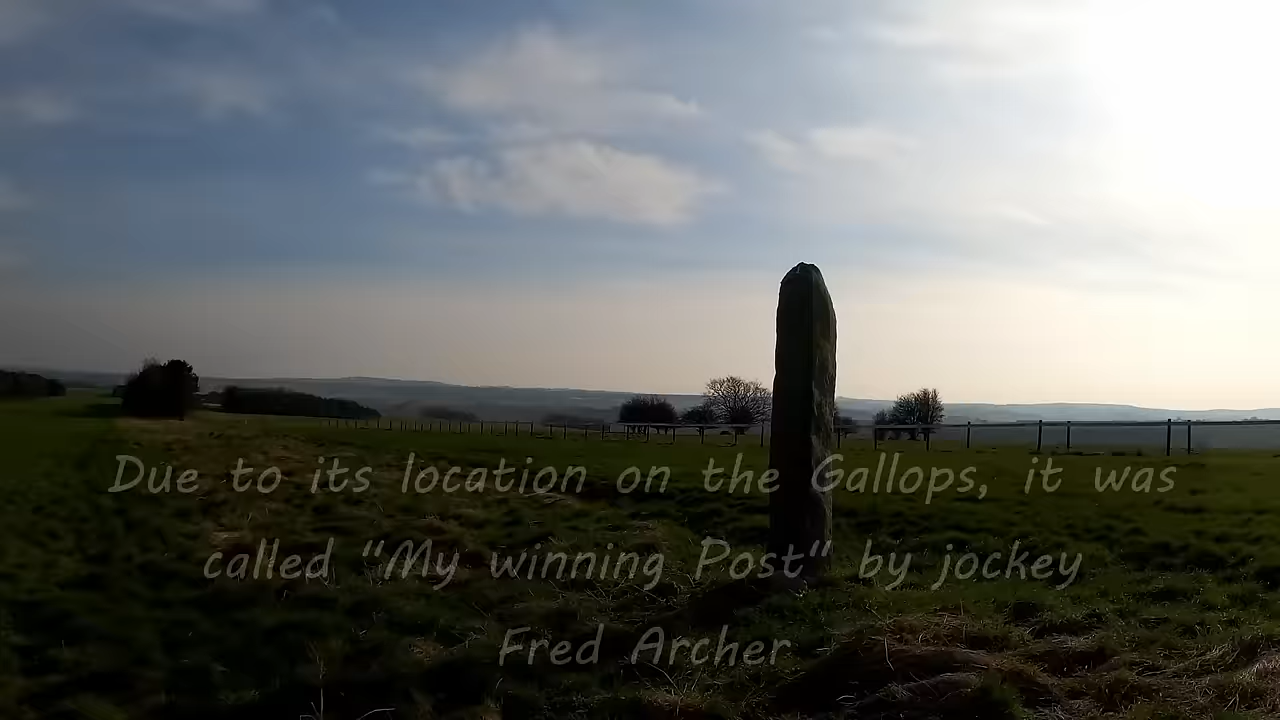 Due to its location on the Gallops, it was
called “My winning Post” by jockey
Fred Archer